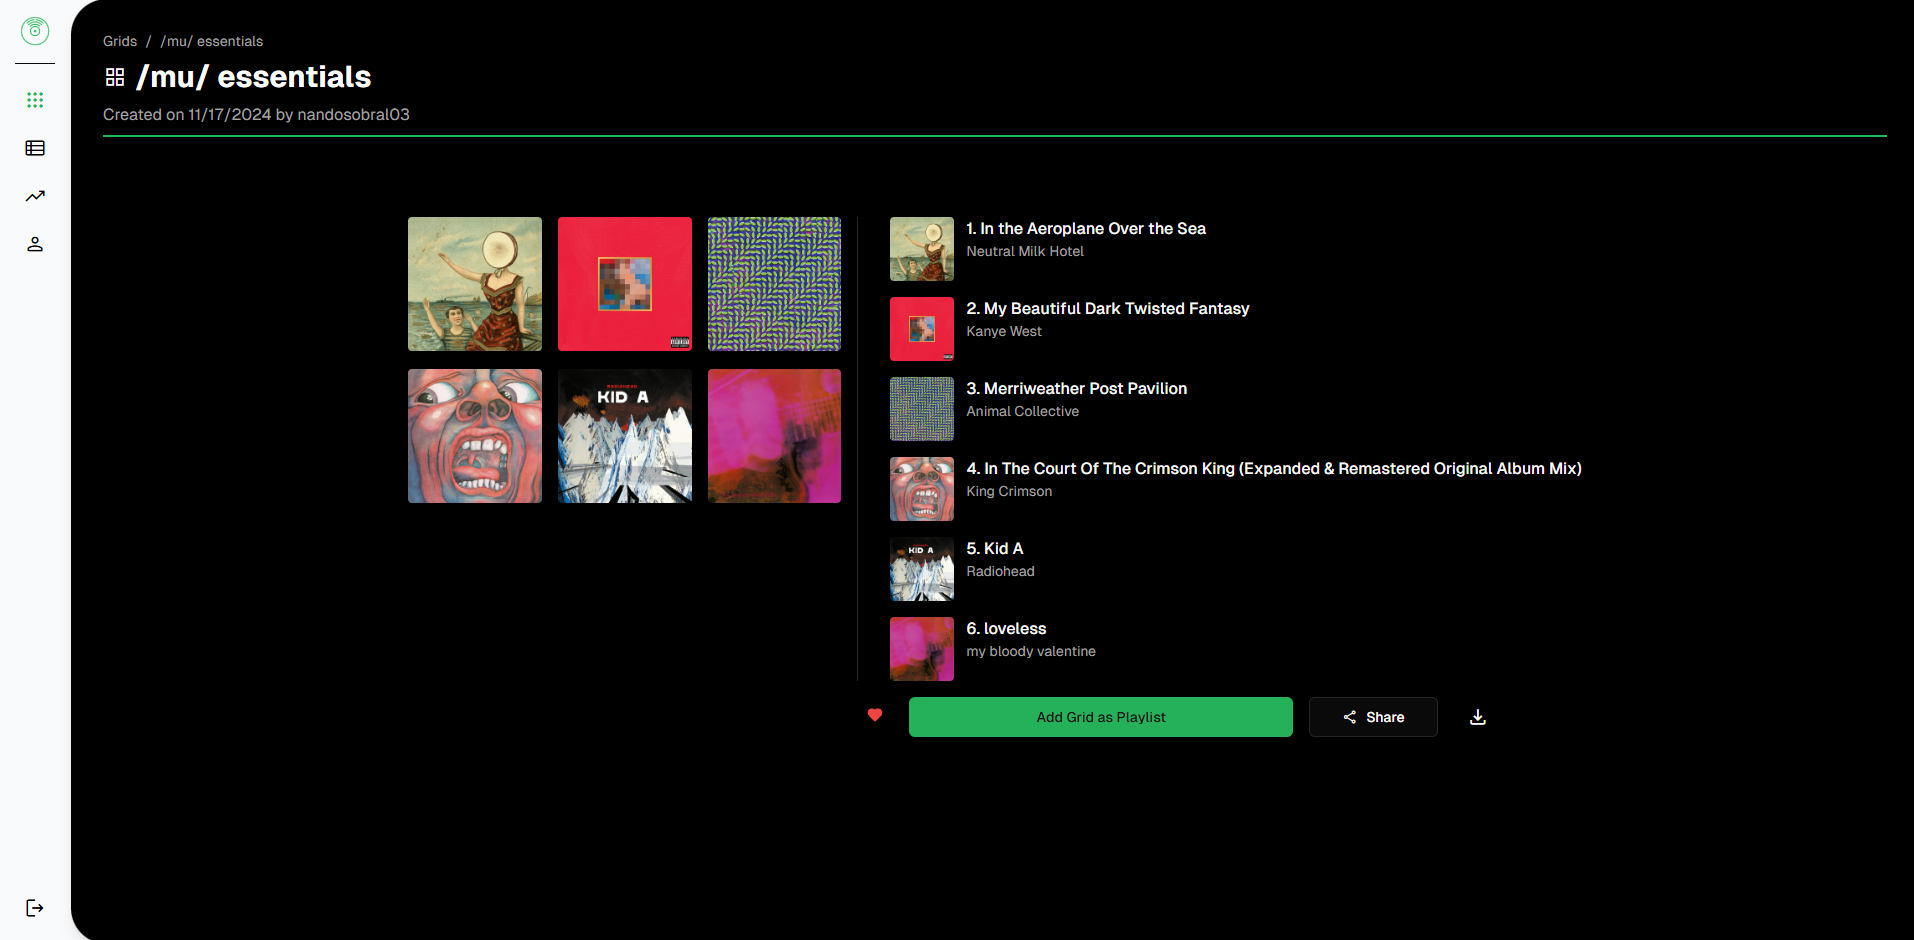 Grids / /mu/ essentials
/mu/ essentials
Created on 11/17/2024 by nandosobral03
KID A
1. In the Aeroplane Over the Sea
Neutral Milk Hotel
2. My Beautiful Dark Twisted Fantasy
Kanye West
3. Merriweather Post Pavilion
Animal Collective
4. In The Court Of The Crimson King (Expanded & Remastered Original Album Mix)
King Crimson
KID A
5. Kid A
Radiohead
6. loveless
my bloody valentine
Add Grid as Playlist
Share